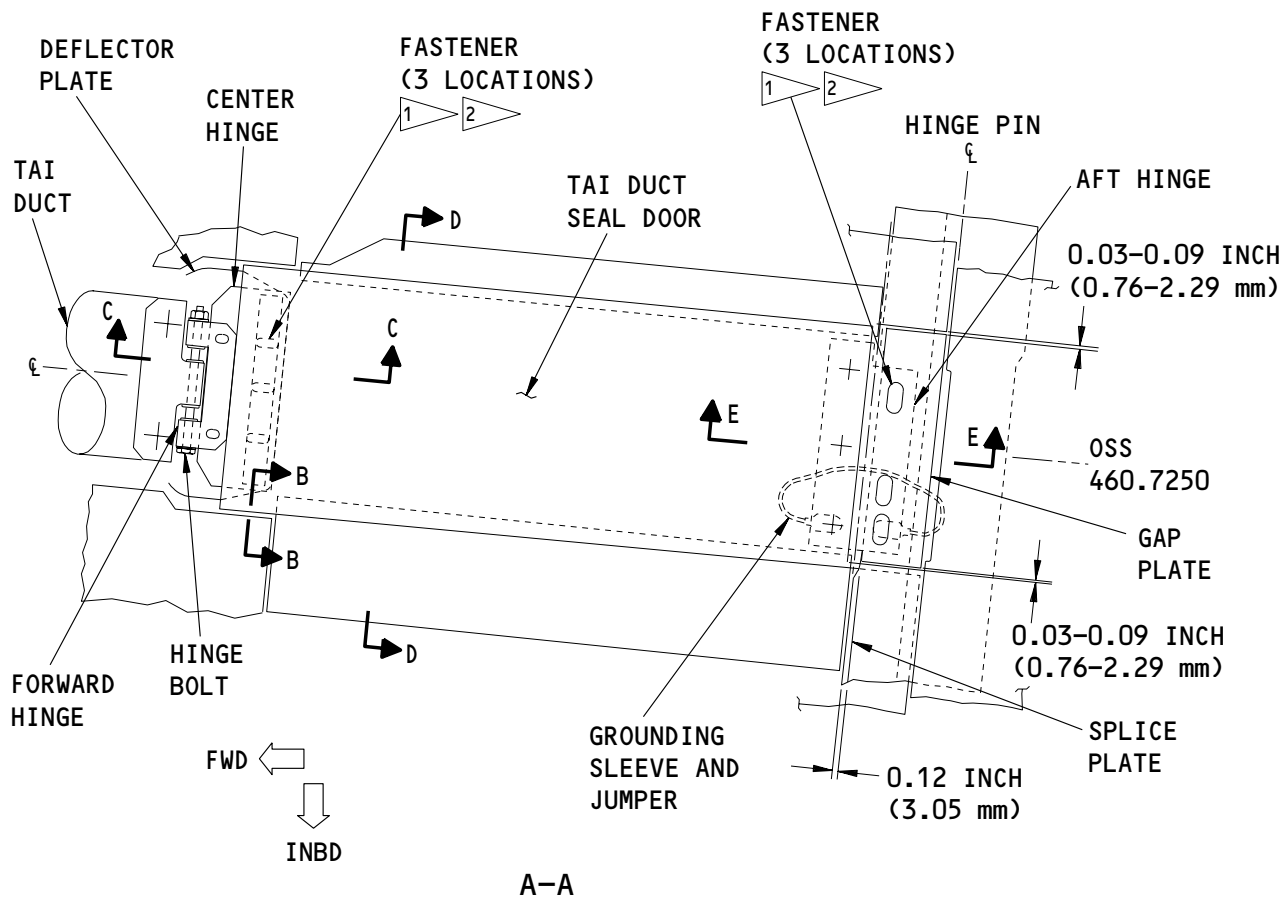 DEFLECTOR
PLATE
CENTER
HINGE
FASTENER
(3 LOCATIONS)
1 2
FASTENER
(3 LOCATIONS)
1 2
HINGE PIN
℄
AFT HINGE
TAI
DUCT
TAI DUCT
SEAL DOOR
D
0.03-0.09 INCH
(0.76-2.29 mm)
C
C
℄
E
E
OSS
460.7250
B
B
GAP
PLATE
D
0.03-0.09 INCH
(0.76-2.29 mm)
FORWARD
HINGE
HINGE
BOLT
GROUNDING
SLEEVE AND
JUMPER
SPLICE
PLATE
0.12 INCH
(3.05 mm)
FWD
INBD
A-A